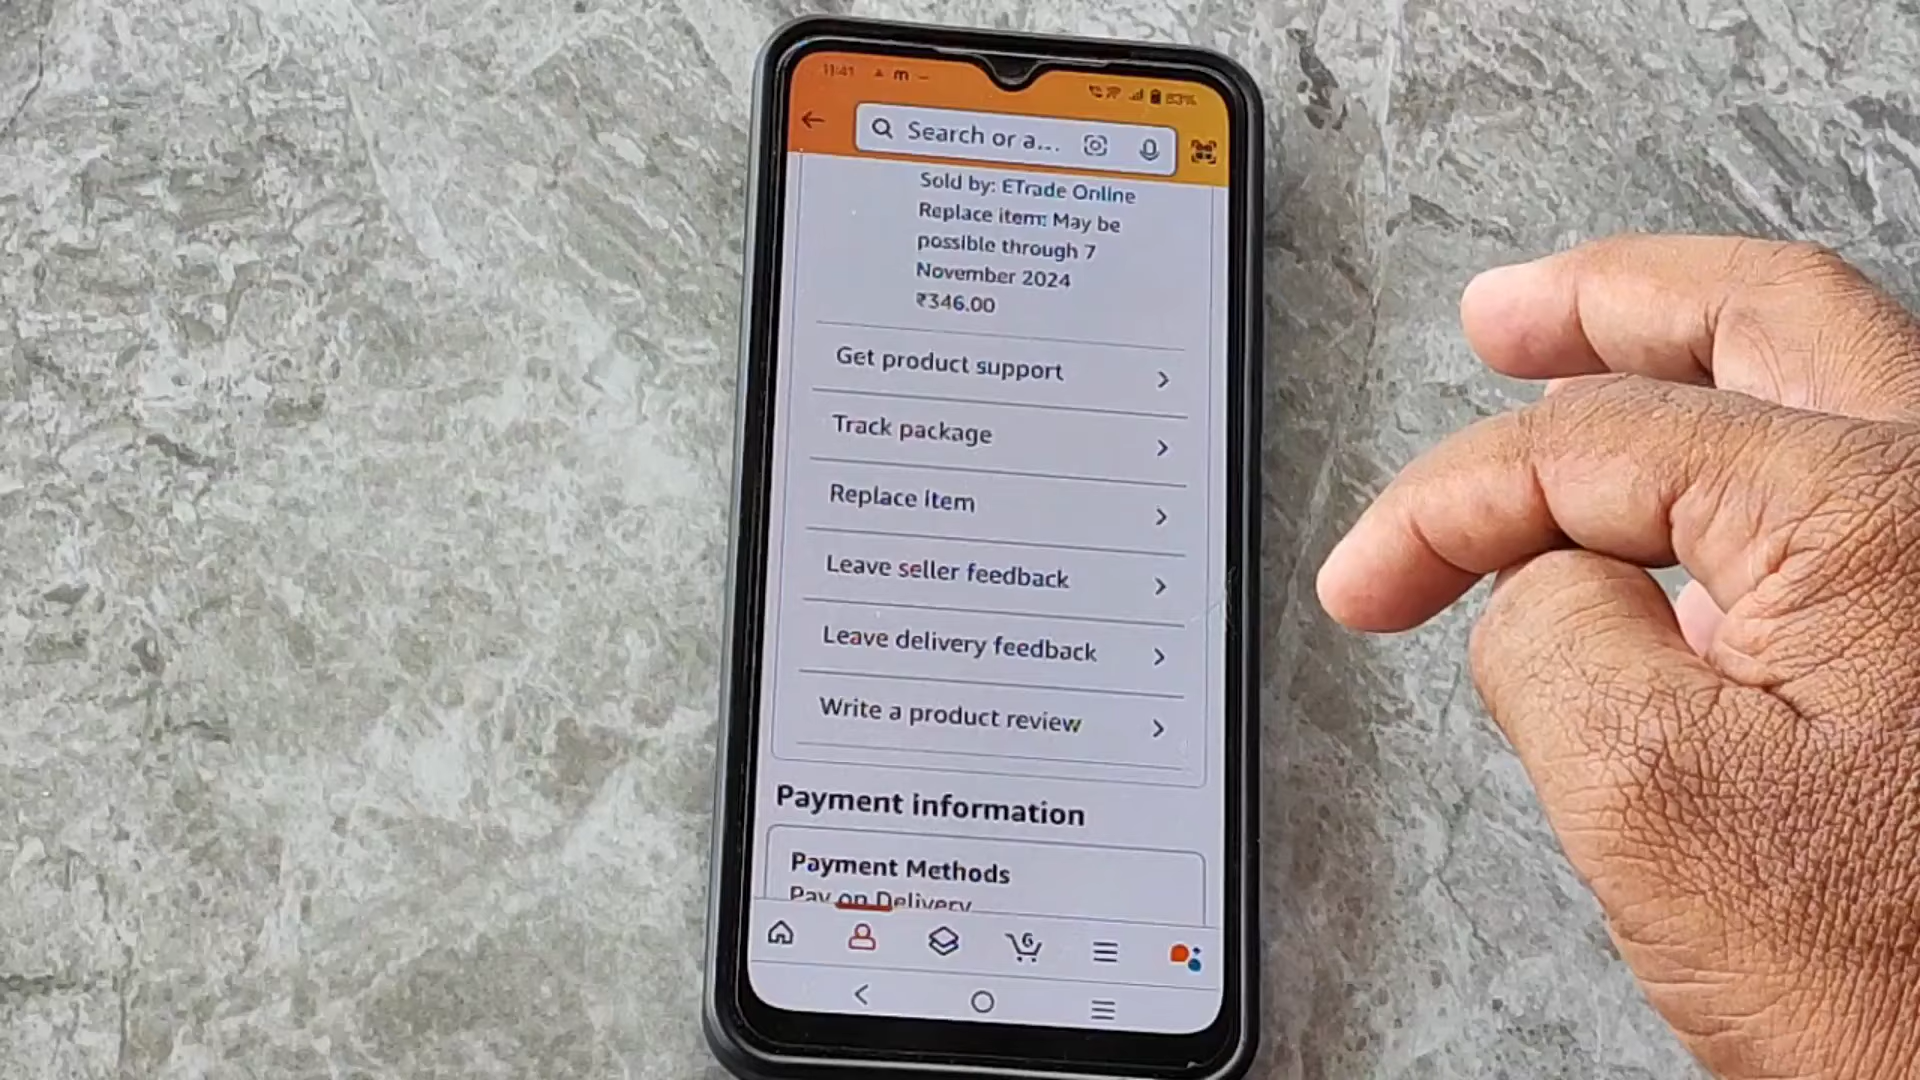 11:41 m 83%
Search or a...
Sold by: ETrade Online
Replace item: May be
possible through 7
November 2024
₹346.00
Get product support
Track package
Replace item
Leave seller feedback
Leave delivery feedback
Write a product review
Payment information
Payment Methods
Pay on Delivery
6